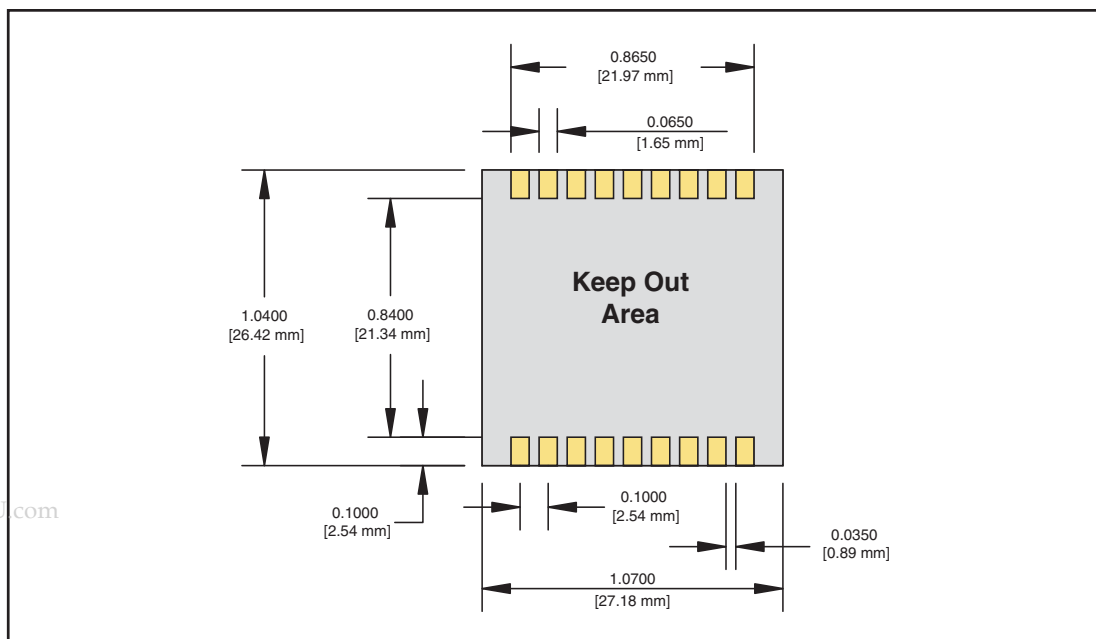 0.8650
[21.97 mm]
0.0650
[1.65 mm]
Keep Out
Area
1.0400
[26.42 mm]
0.8400
[21.34 mm]
0.1000
[2.54 mm]
0.1000
[2.54 mm]
0.0350
[0.89 mm]
1.0700
[27.18 mm]
.com